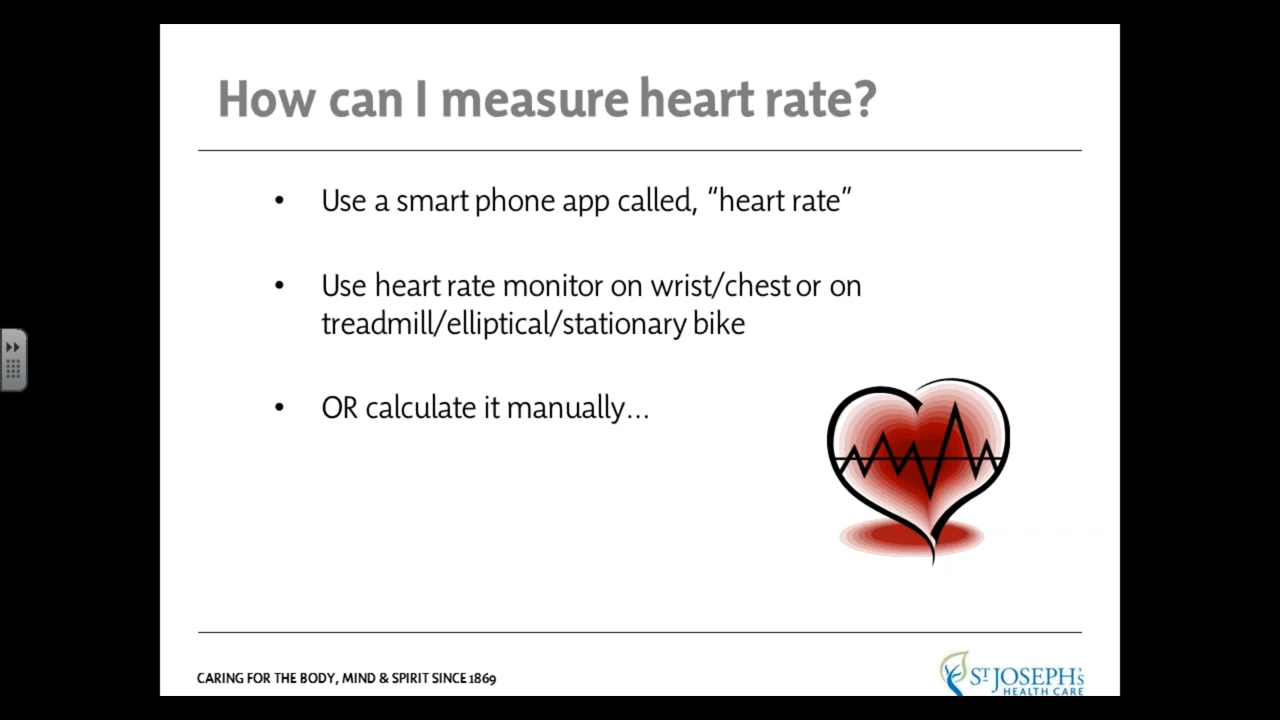 How can I measure heart rate?
• Use a smart phone app called, “heart rate”
• Use heart rate monitor on wrist/chest or on
treadmill/elliptical/stationary bike
• OR calculate it manually…
CARING FOR THE BODY, MIND & SPIRIT SINCE 1869
ST JOSEPH'S
HEALTH CARE